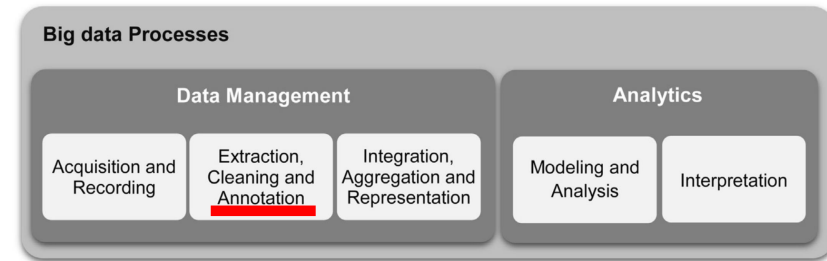 Big data Processes
Data Management
Analytics
Acquisition and
Recording
Extraction,
Cleaning and
Annotation
Integration,
Aggregation and
Representation
Modeling and
Analysis
Interpretation